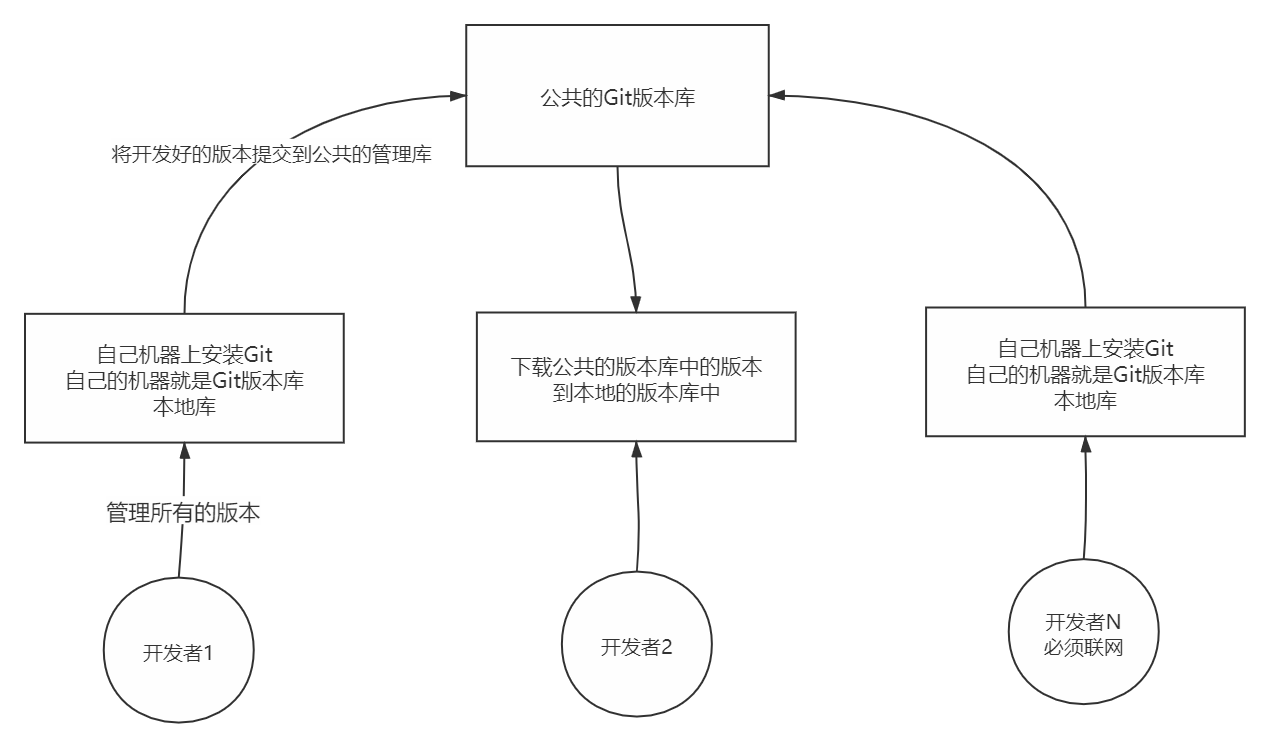 公共的Git版本库
将开发好的版本提交到公共的管理库
自己机器上安装Git
自己的机器就是Git版本库
本地库
下载公共的版本库中的版本
到本地的版本库中
自己机器上安装Git
自己的机器就是Git版本库
本地库
管理所有的版本
开发者1
开发者2
开发者N
必须联网